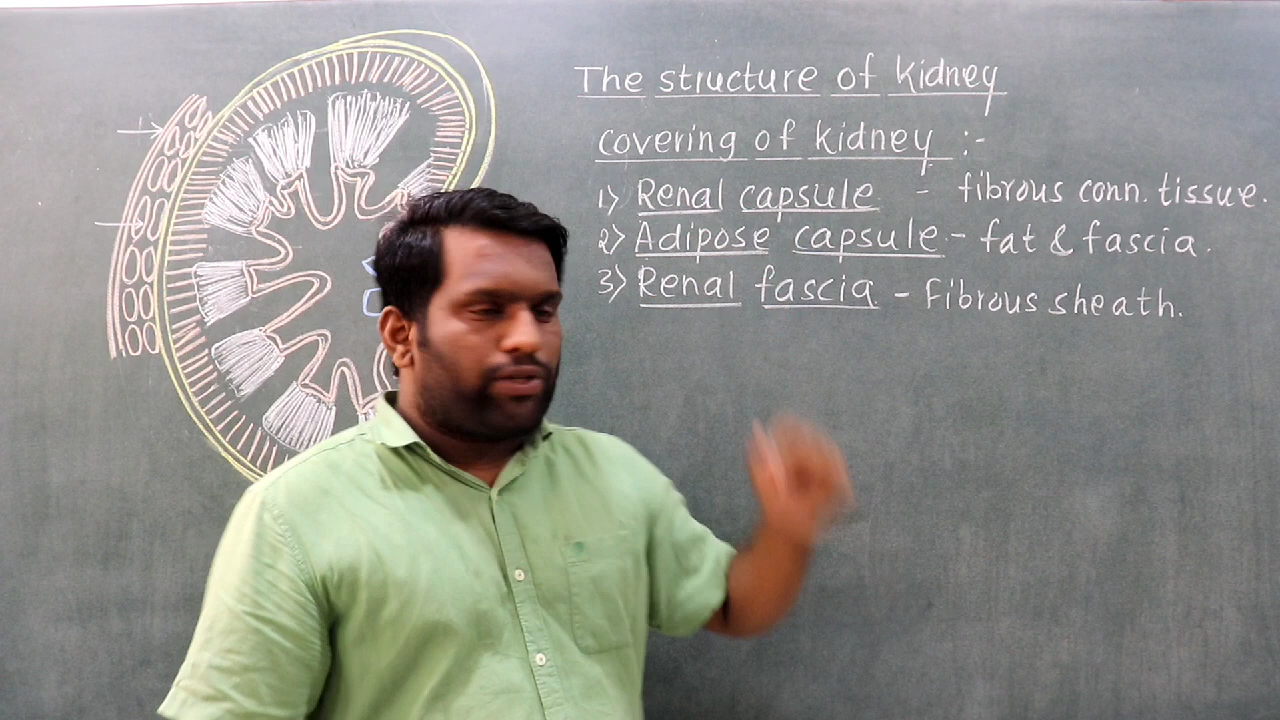 The structure of Kidney
covering of kidney :-
1) Renal capsule - fibrous conn. tissue.
2) Adipose capsule - fat & fascia.
3) Renal fascia - Fibrous sheath.